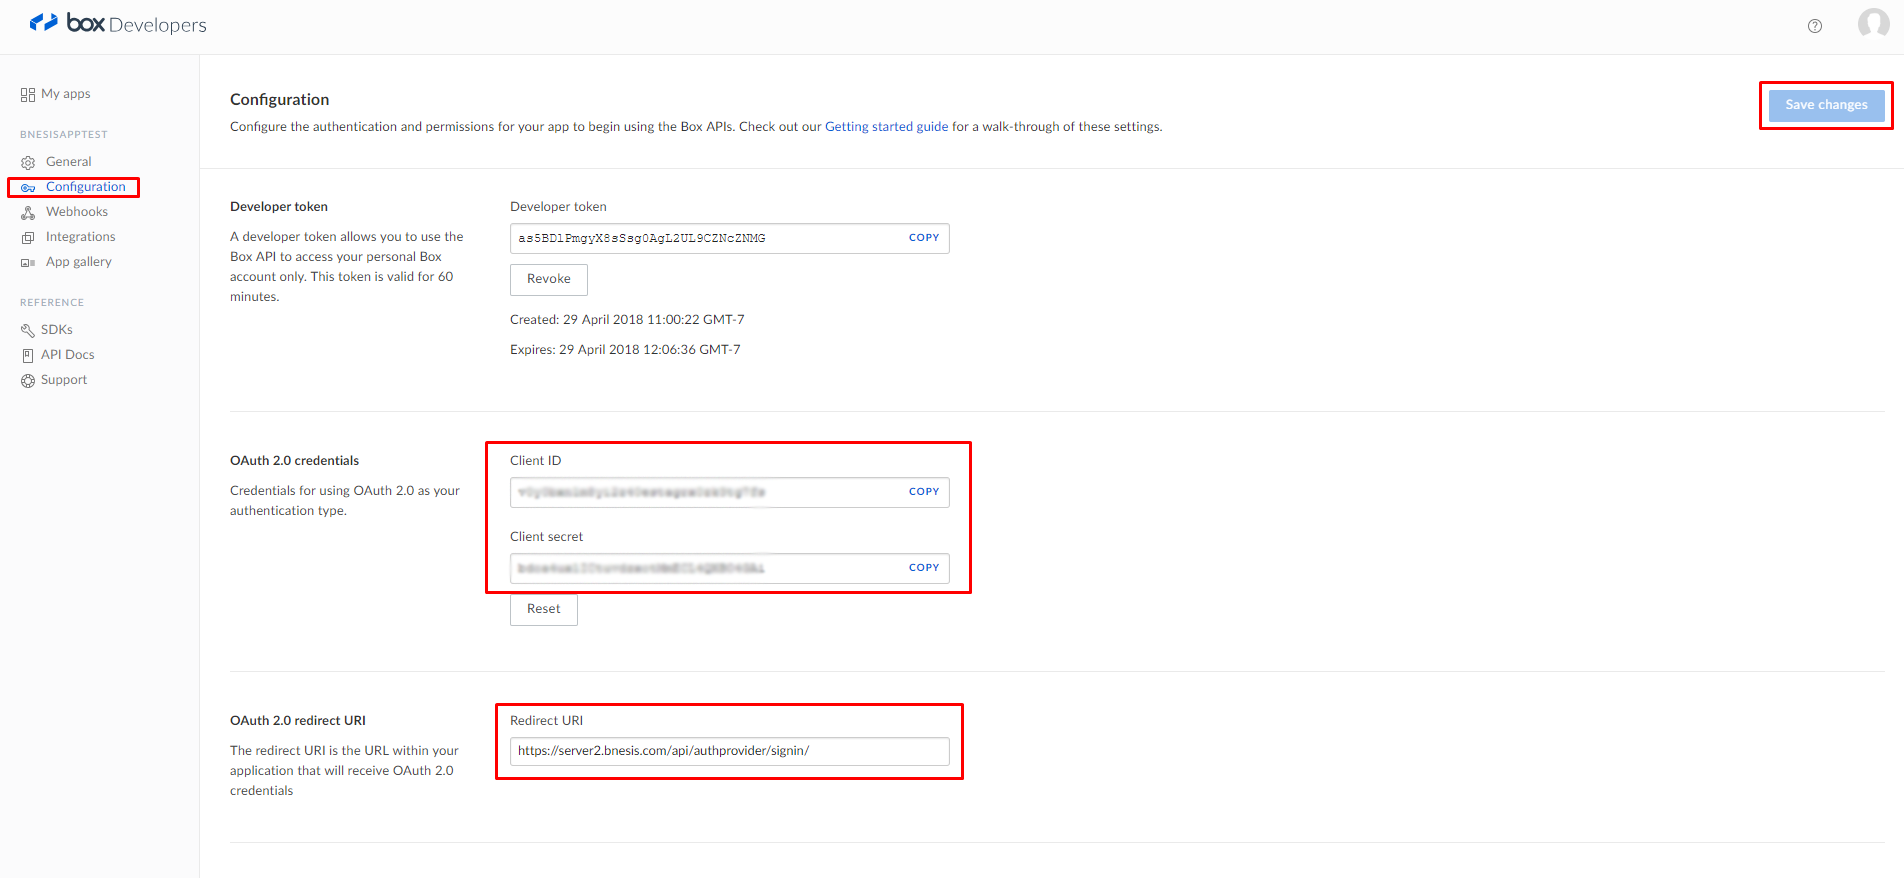 box Developers
My apps
BNESISAPPTEST
General
Configuration
Webhooks
Integrations
App gallery
REFERENCE
SDKs
API Docs
Support
Configuration
Configure the authentication and permissions for your app to begin using the Box APIs. Check out our Getting started guide for a walk-through of these settings.
Save changes
Developer token
A developer token allows you to use the
Box API to access your personal Box
account only. This token is valid for 60
minutes.
Developer token
as5BDlPmgyX8sSsg0AgL2UL9CZNcZNMG
COPY
Revoke
Created: 29 April 2018 11:00:22 GMT-7
Expires: 29 April 2018 12:06:36 GMT-7
OAuth 2.0 credentials
Credentials for using OAuth 2.0 as your
authentication type.
Client ID
COPY
Client secret
COPY
Reset
OAuth 2.0 redirect URI
The redirect URI is the URL within your
application that will receive OAuth 2.0
credentials
Redirect URI
https://server2.bnesis.com/api/authprovider/signin/